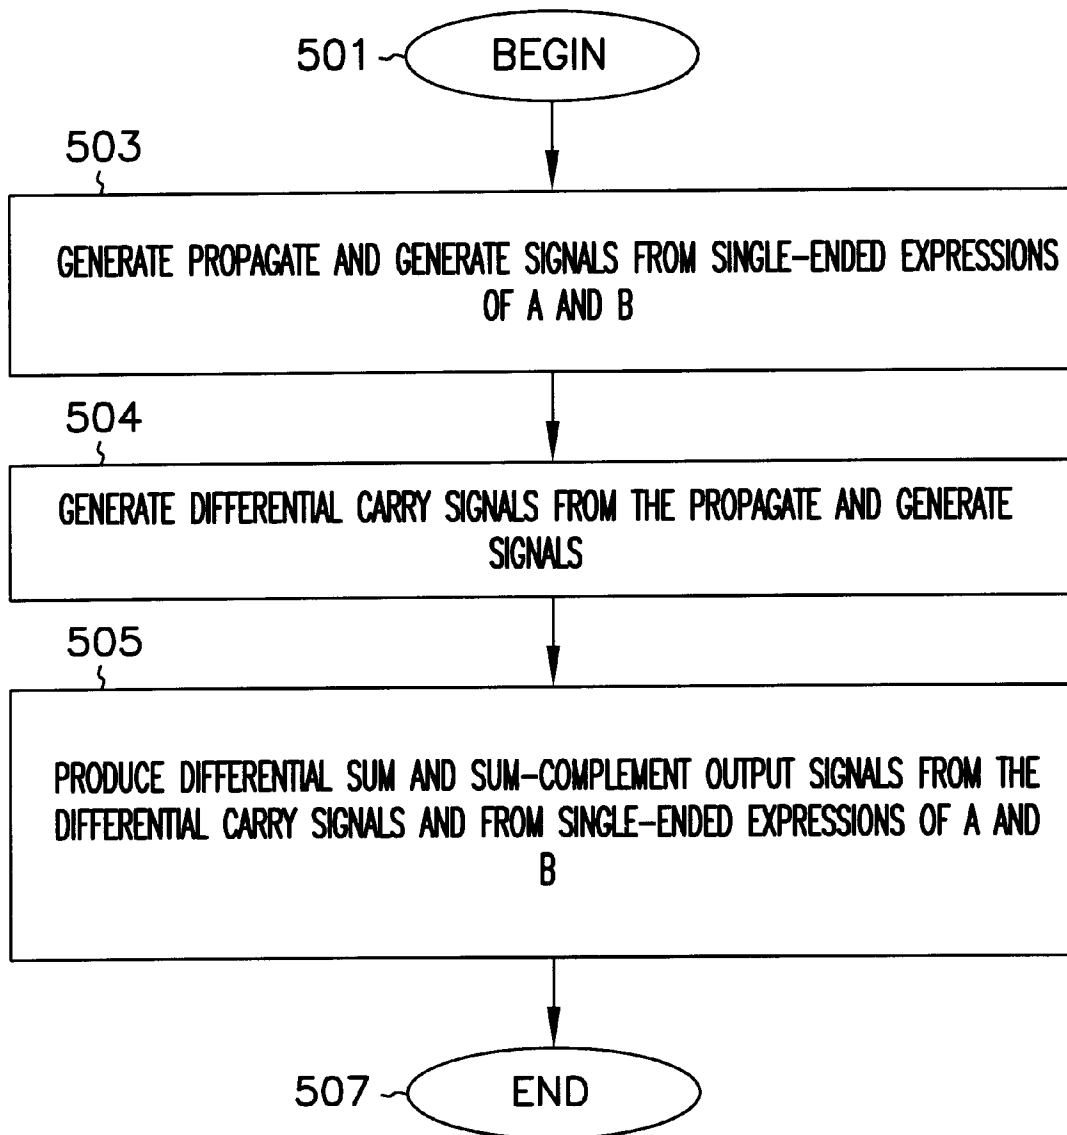 501
BEGIN
503
GENERATE PROPAGATE AND GENERATE SIGNALS FROM SINGLE-ENDED EXPRESSIONS
OF A AND B
504
GENERATE DIFFERENTIAL CARRY SIGNALS FROM THE PROPAGATE AND GENERATE
SIGNALS
505
PRODUCE DIFFERENTIAL SUM AND SUM-COMPLEMENT OUTPUT SIGNALS FROM THE
DIFFERENTIAL CARRY SIGNALS AND FROM SINGLE-ENDED EXPRESSIONS OF A AND
B
507
END